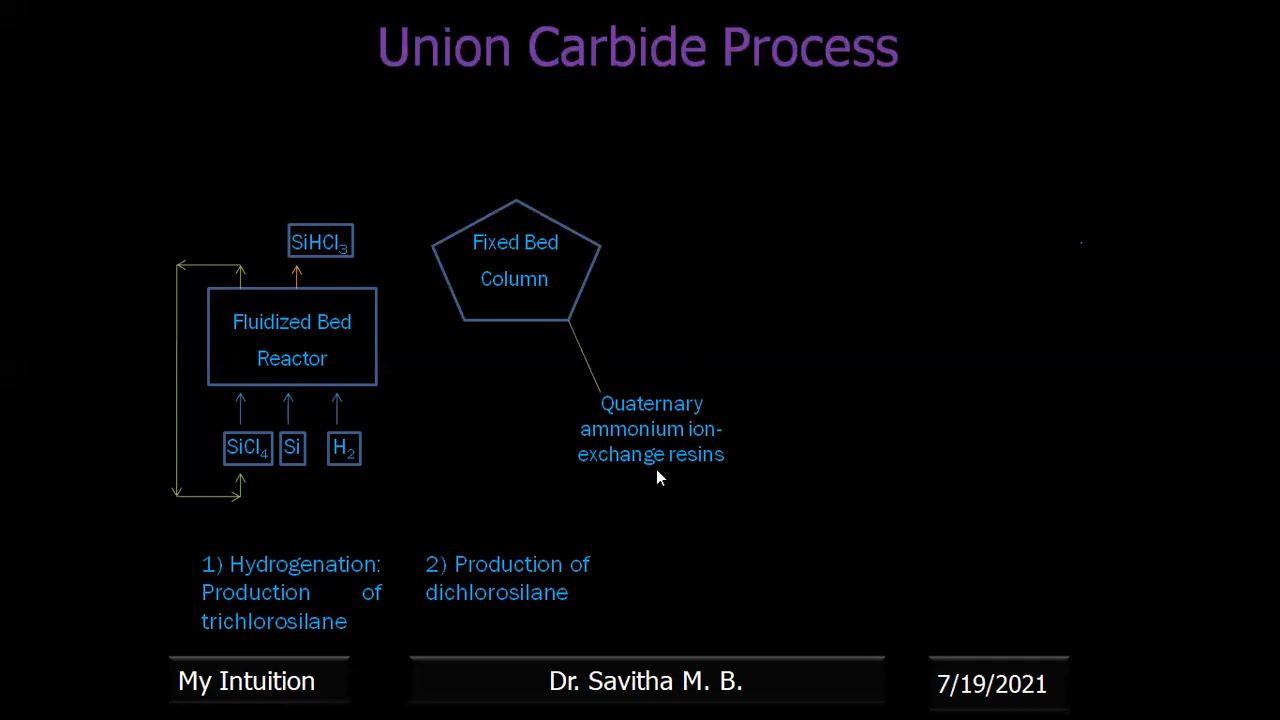 Union Carbide Process
SiHCl3
Fluidized Bed
Reactor
SiCl4
Si
H2
Fixed Bed
Column
Quaternary
ammonium ion-
exchange resins
1) Hydrogenation:
Production of
trichlorosilane
2) Production of
dichlorosilane
My Intuition
Dr. Savitha M. B.
7/19/2021